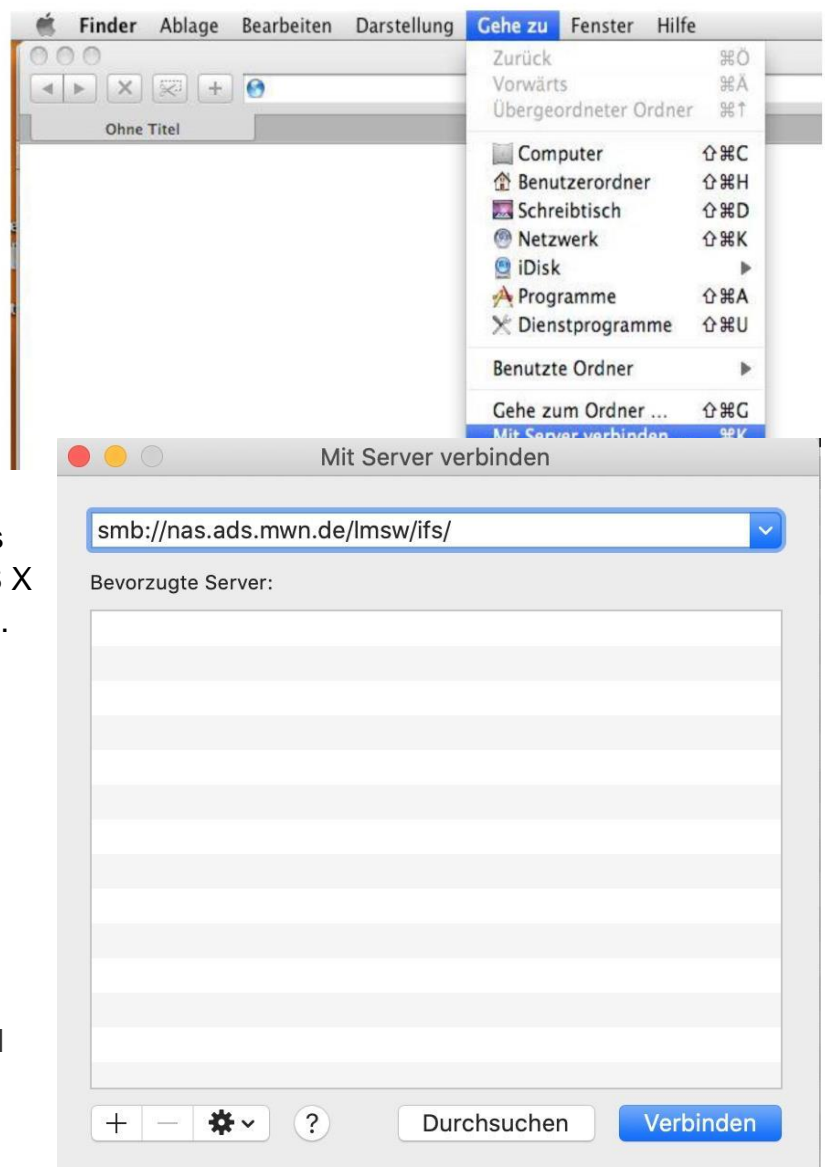 Finder Ablage Bearbeiten Darstellung Gehe zu Fenster Hilfe
Zurück ⌘Ö
Vorwärts ⌘Ä
Übergeordneter Ordner ⌘↑
Ohne Titel
Computer ⇧⌘C
Benutzerordner ⇧⌘H
Schreibtisch ⇧⌘D
Netzwerk ⇧⌘K
iDisk ▶
Programme ⇧⌘A
Dienstprogramme ⇧⌘U
Benutzte Ordner ▶
Gehe zum Ordner ... ⇧⌘G
Mit Server verbinden ⌘K
Mit Server verbinden
smb://nas.ads.mwn.de/lmsw/ifs/
s
X
.
Bevorzugte Server:
+ − ?
Durchsuchen Verbinden